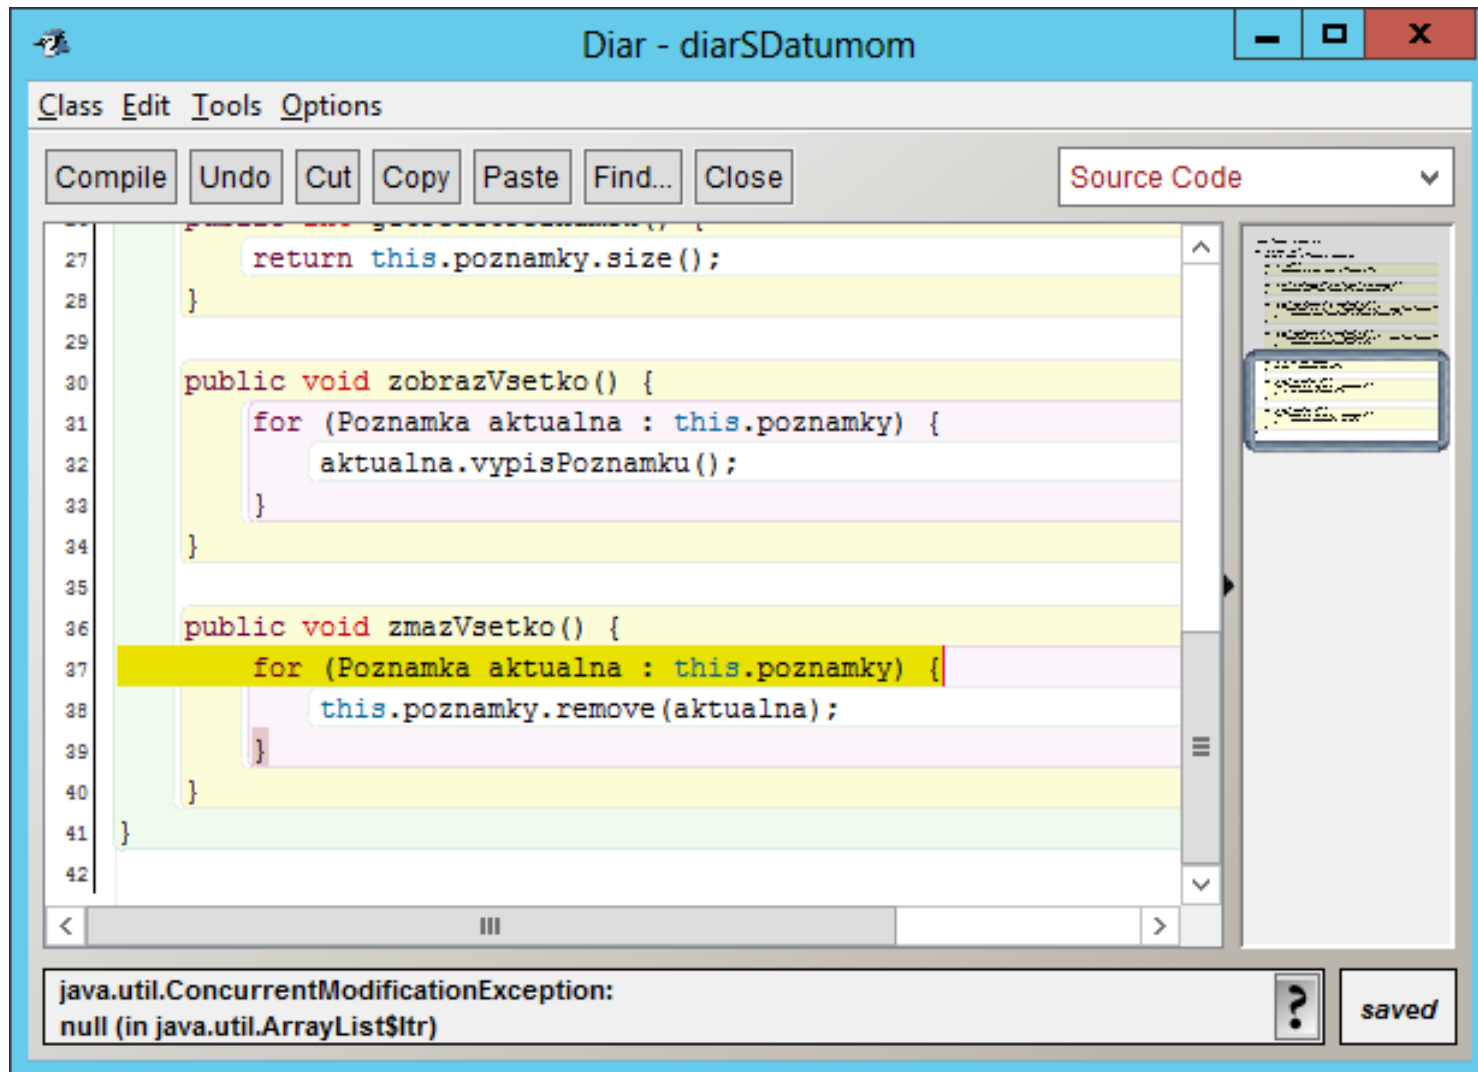 Diar - diarSDatumom
Class Edit Tools Options
Compile Undo Cut Copy Paste Find... Close Source Code
27 return this.poznamky.size();
28 }
29
30 public void zobrazVsetko() {
31 for (Poznamka aktualna : this.poznamky) {
32 aktualna.vypisPoznamku();
33 }
34 }
35
36 public void zmazVsetko() {
37 for (Poznamka aktualna : this.poznamky) {
38 this.poznamky.remove(aktualna);
39 }
40 }
41 }
42
java.util.ConcurrentModificationException:
null (in java.util.ArrayList$Itr)
?
saved